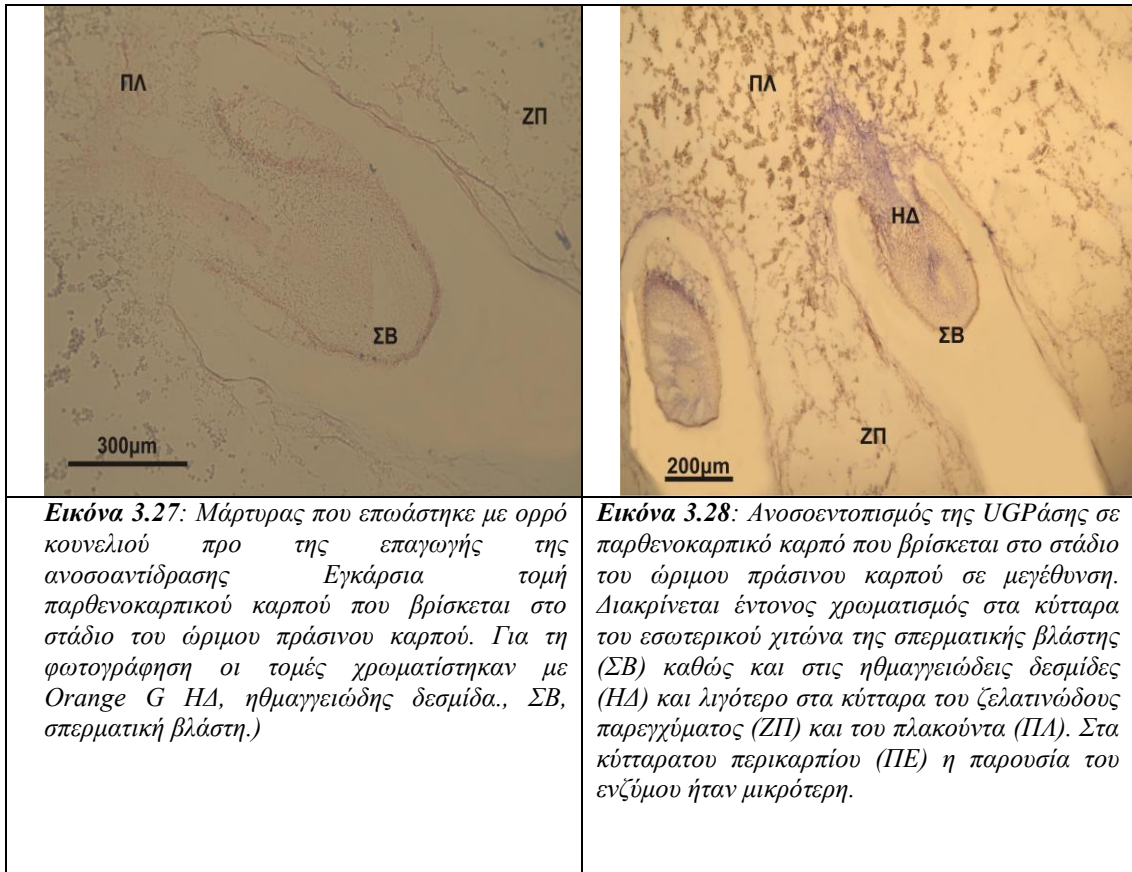 ΠΛ
ΖΠ
ΣΒ
300μm
ΠΛ
ΗΔ
ΣΒ
ΖΠ
200μm
Εικόνα 3.27: Μάρτυρας που επωάστηκε με ορρό
κουνελιού προ της επαγωγής της
ανοσοαντίδρασης Εγκάρσια τομή
παρθενοκαρπικού καρπού που βρίσκεται στο
στάδιο του ώριμου πράσινου καρπού. Για τη
φωτογράφηση οι τομές χρωματίστηκαν με
Orange G ΗΔ, ηθμαγγειώδης δεσμίδα., ΣΒ,
σπερματική βλάστη.)
Εικόνα 3.28: Ανοσοεντοπισμός της UGPάσης σε
παρθενοκαρπικό καρπό που βρίσκεται στο στάδιο
του ώριμου πράσινου καρπού σε μεγέθυνση.
Διακρίνεται έντονος χρωματισμός στα κύτταρα
του εσωτερικού χιτώνα της σπερματικής βλάστης
(ΣΒ) καθώς και στις ηθμαγγειώδεις δεσμίδες
(ΗΔ) και λιγότερο στα κύτταρα του ζελατινώδους
παρεγχύματος (ΖΠ) και του πλακούντα (ΠΛ). Στα
κύτταρατου περικαρπίου (ΠΕ) η παρουσία του
ενζύμου ήταν μικρότερη.